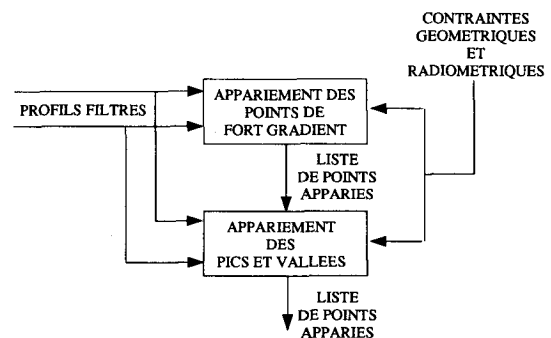 CONTRAINTES
GEOMETRIQUES
ET
RADIOMETRIQUES
PROFILS FILTRES
APPARIEMENT DES
POINTS DE
FORT GRADIENT
LISTE
DE POINTS
APPARIES
APPARIEMENT
DES
PICS ET VALLEES
LISTE
DE POINTS
APPARIES